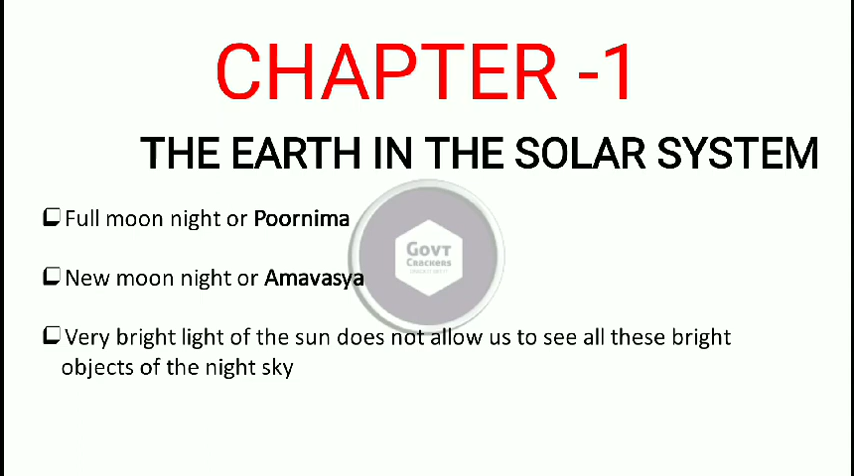 CHAPTER -1
THE EARTH IN THE SOLAR SYSTEM
Full moon night or Poornima
GOVT
CRACKERS
New moon night or Amavasya
Very bright light of the sun does not allow us to see all these bright
objects of the night sky